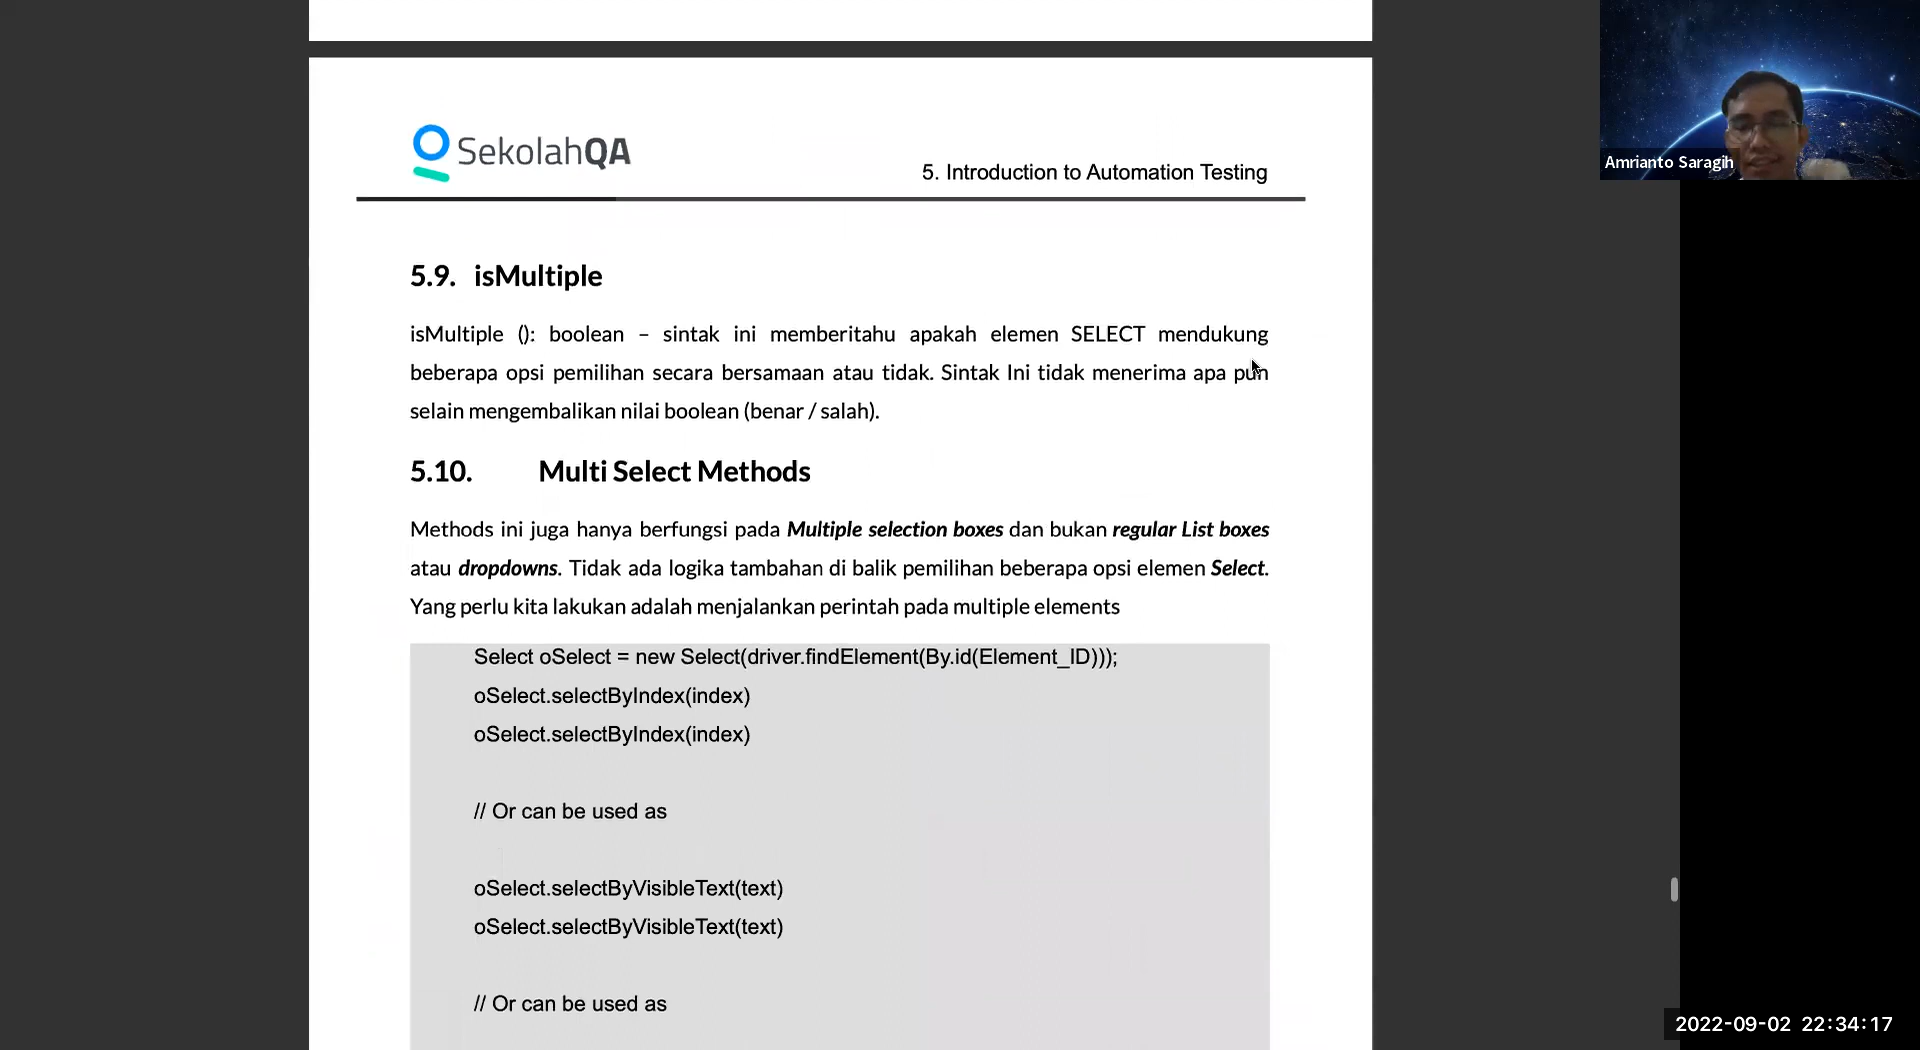 SekolahQA
5. Introduction to Automation Testing
Amrianto Saragih
5.9. isMultiple
isMultiple (): boolean – sintak ini memberitahu apakah elemen SELECT mendukung
beberapa opsi pemilihan secara bersamaan atau tidak. Sintak Ini tidak menerima apa pun
selain mengembalikan nilai boolean (benar / salah).
5.10. Multi Select Methods
Methods ini juga hanya berfungsi pada Multiple selection boxes dan bukan regular List boxes
atau dropdowns. Tidak ada logika tambahan di balik pemilihan beberapa opsi elemen Select.
Yang perlu kita lakukan adalah menjalankan perintah pada multiple elements
Select oSelect = new Select(driver.findElement(By.id(Element_ID)));
oSelect.selectByIndex(index)
oSelect.selectByIndex(index)
// Or can be used as
oSelect.selectByVisibleText(text)
oSelect.selectByVisibleText(text)
// Or can be used as
2022-09-02 22:34:17